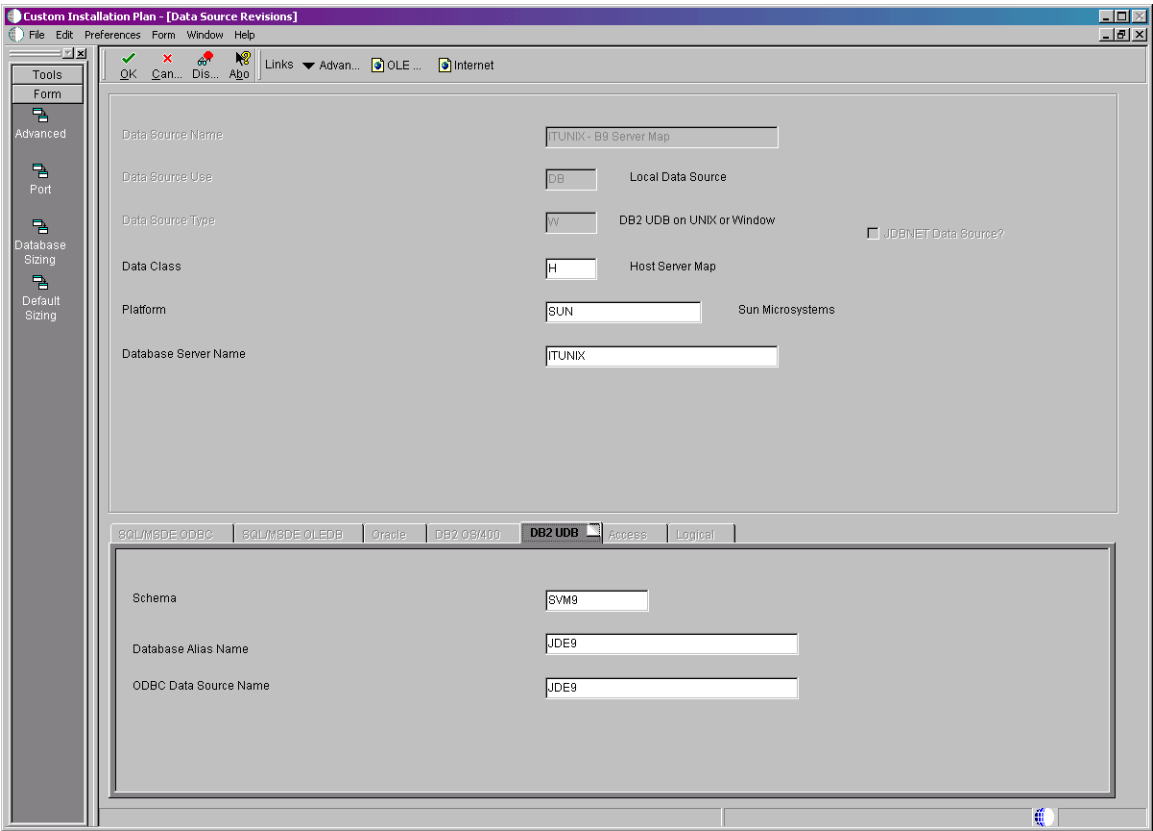 Custom Installation Plan - [Data Source Revisions]
File Edit Preferences Form Window Help
OK Can... Dis... Abo Links Advan... OLE ... Internet
Tools
Form
Advanced
Port
Database
Sizing
Default
Sizing
Data Source Name ITUNIX - B9 Server Map
Data Source Use DB Local Data Source
Data Source Type W DB2 UDB on UNIX or Window
JDBNET Data Source?
Data Class H Host Server Map
Platform SUN Sun Microsystems
Database Server Name ITUNIX
SQL/MSDE ODBC SQL/MSDE OLEDB Oracle DB2 OS/400 DB2 UDB Access Logical
Schema SVM9
Database Alias Name JDE9
ODBC Data Source Name JDE9